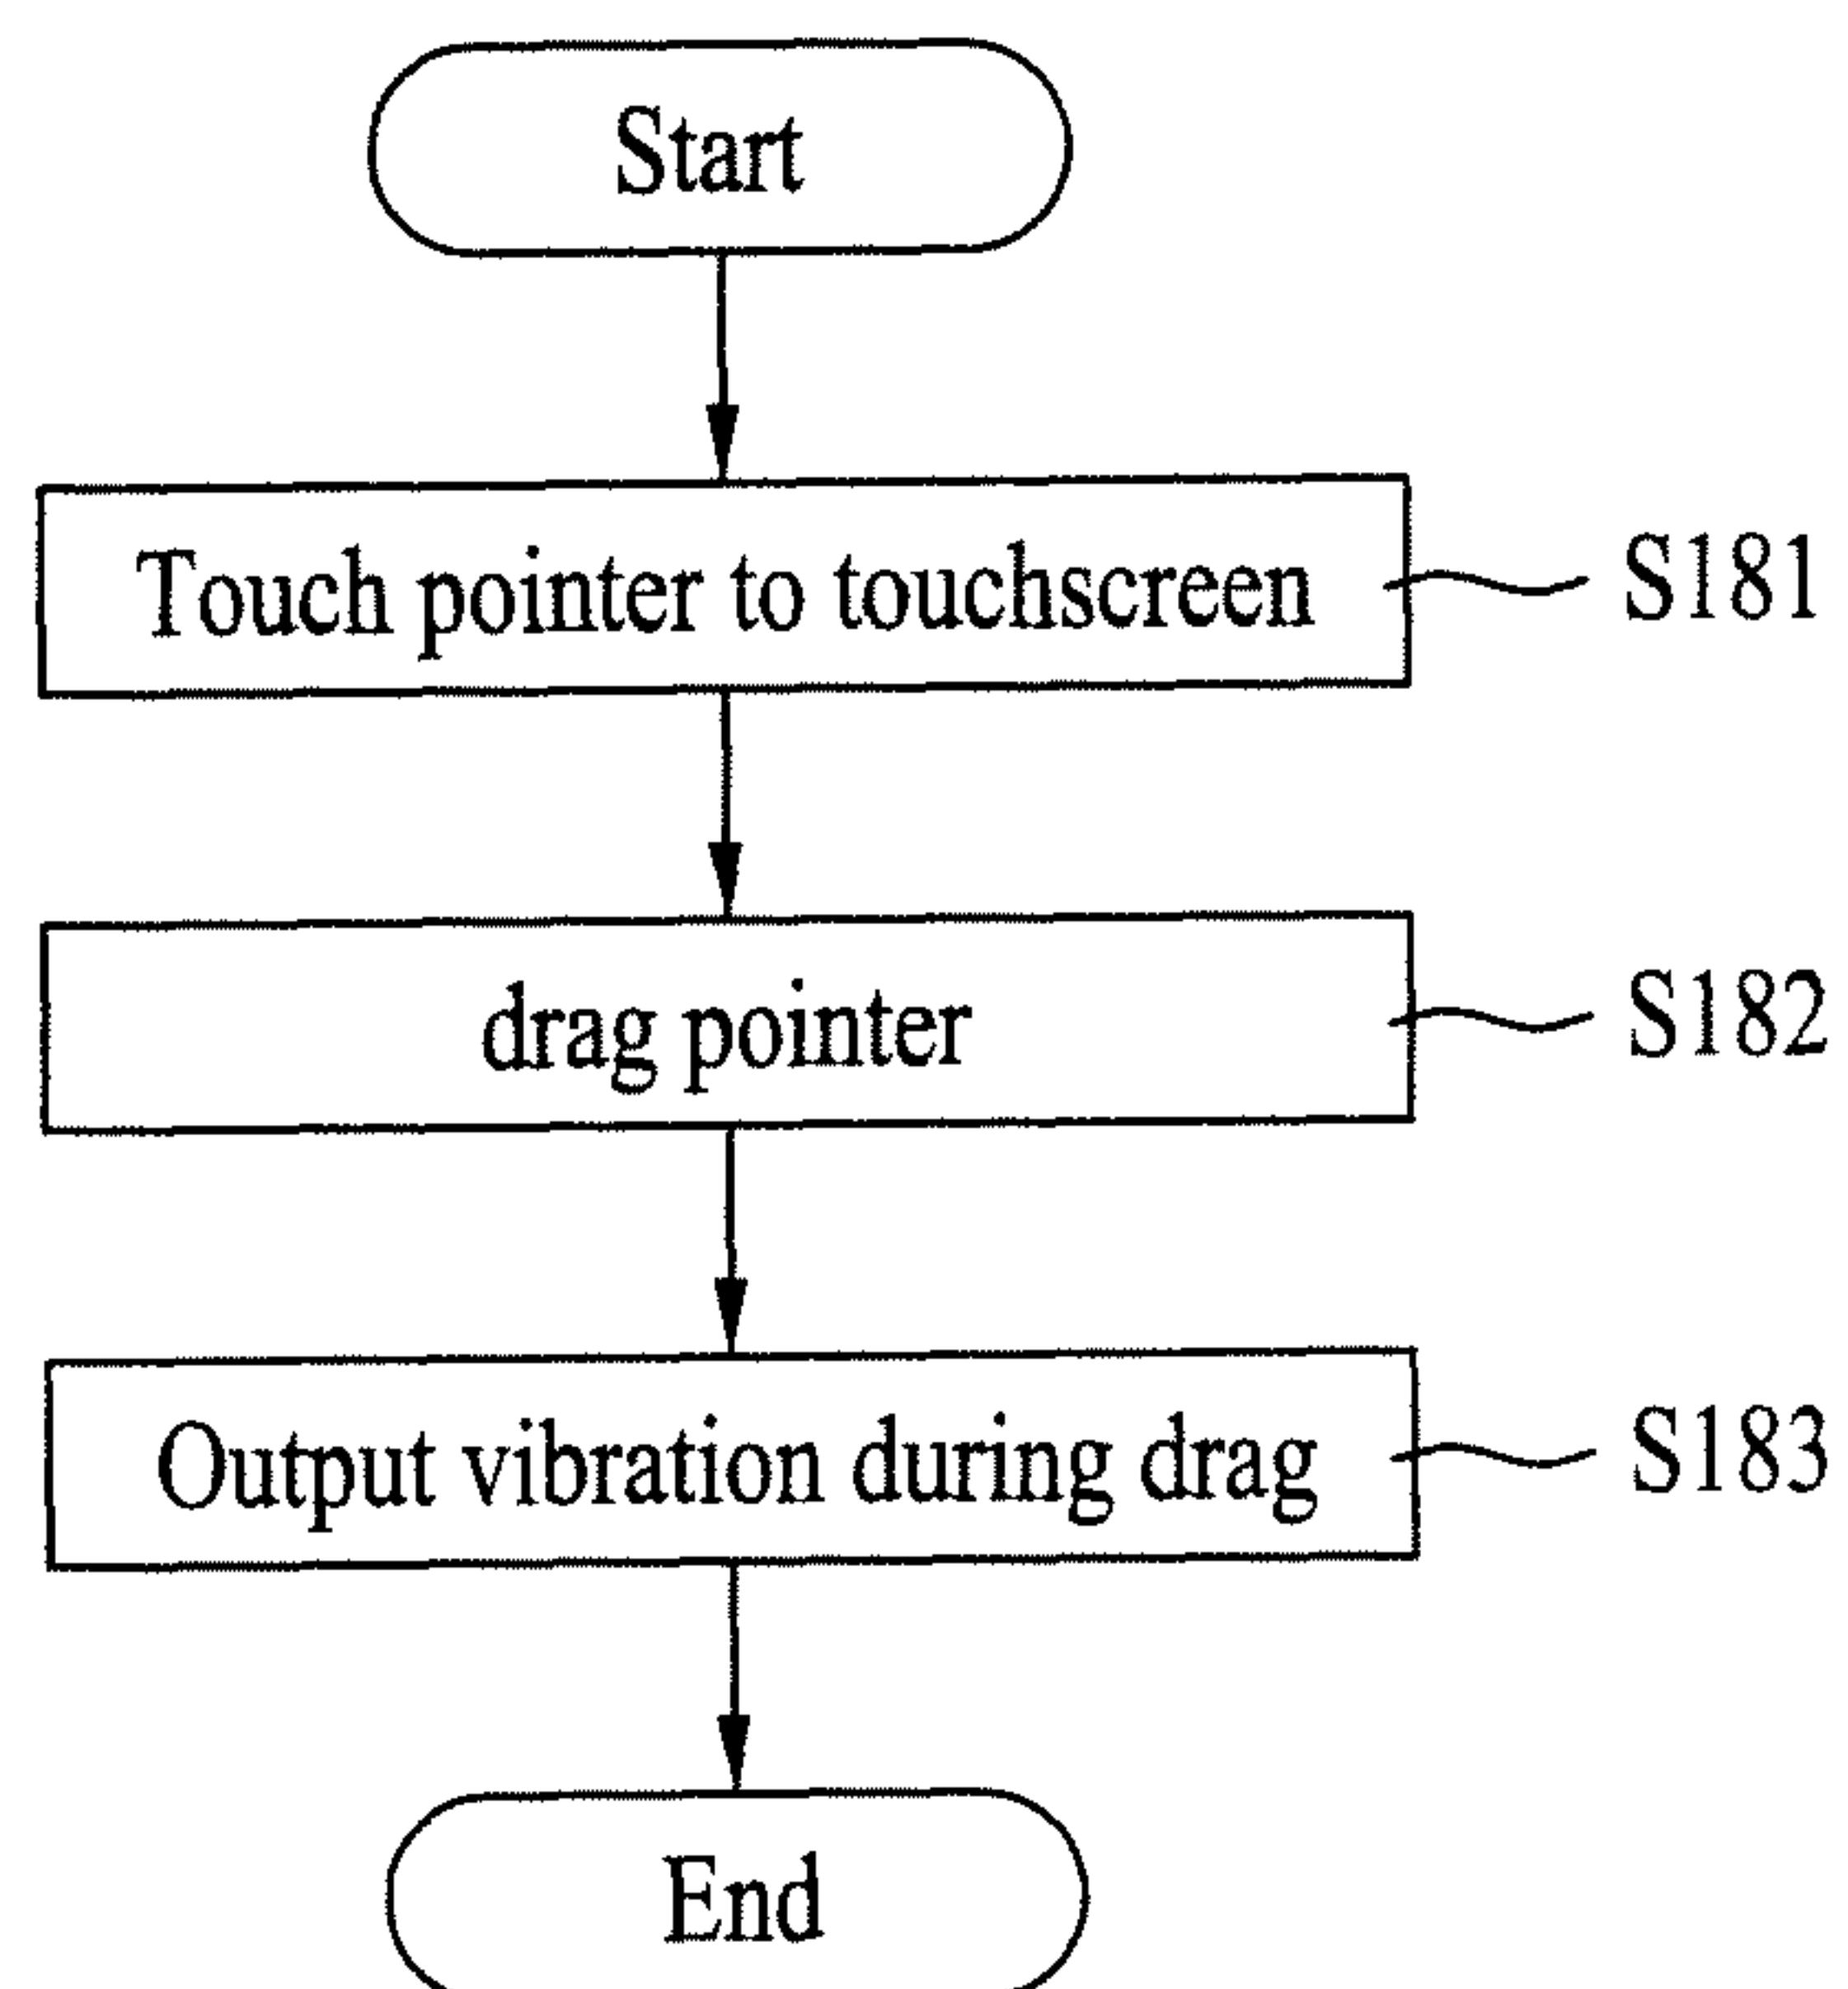 Start
Touch pointer to touchscreen
S181
drag pointer
S182
Output vibration during drag
S183
End